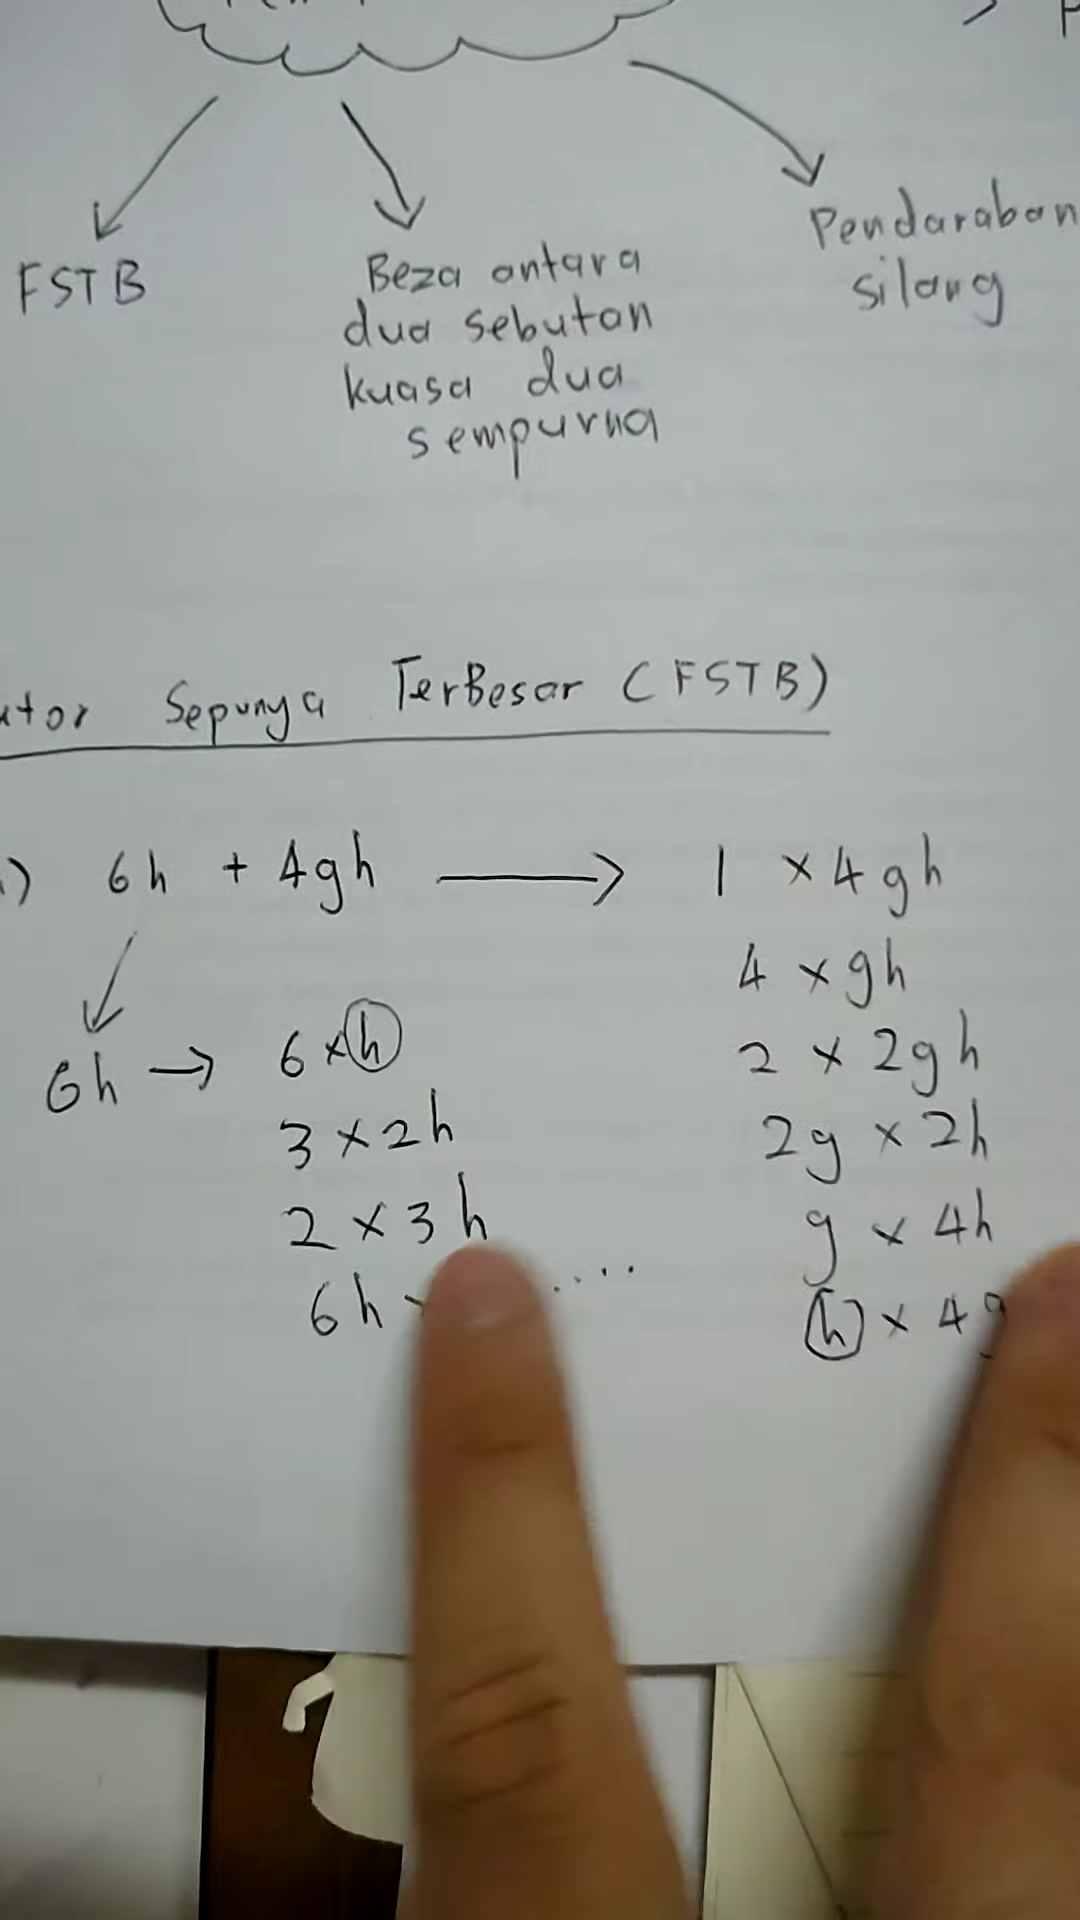 FSTB
Beza antara
dua sebutan
kuasa dua
sempurna
Pendaraban
silang
Sepunya TerBesar (FSTB)
6h + 4gh → 1 × 4gh
4 × gh
6h → 6 × h
2 × 2gh
3 × 2h
2g × 2h
2 × 3h
g × 4h
6h × ....
h × 4g